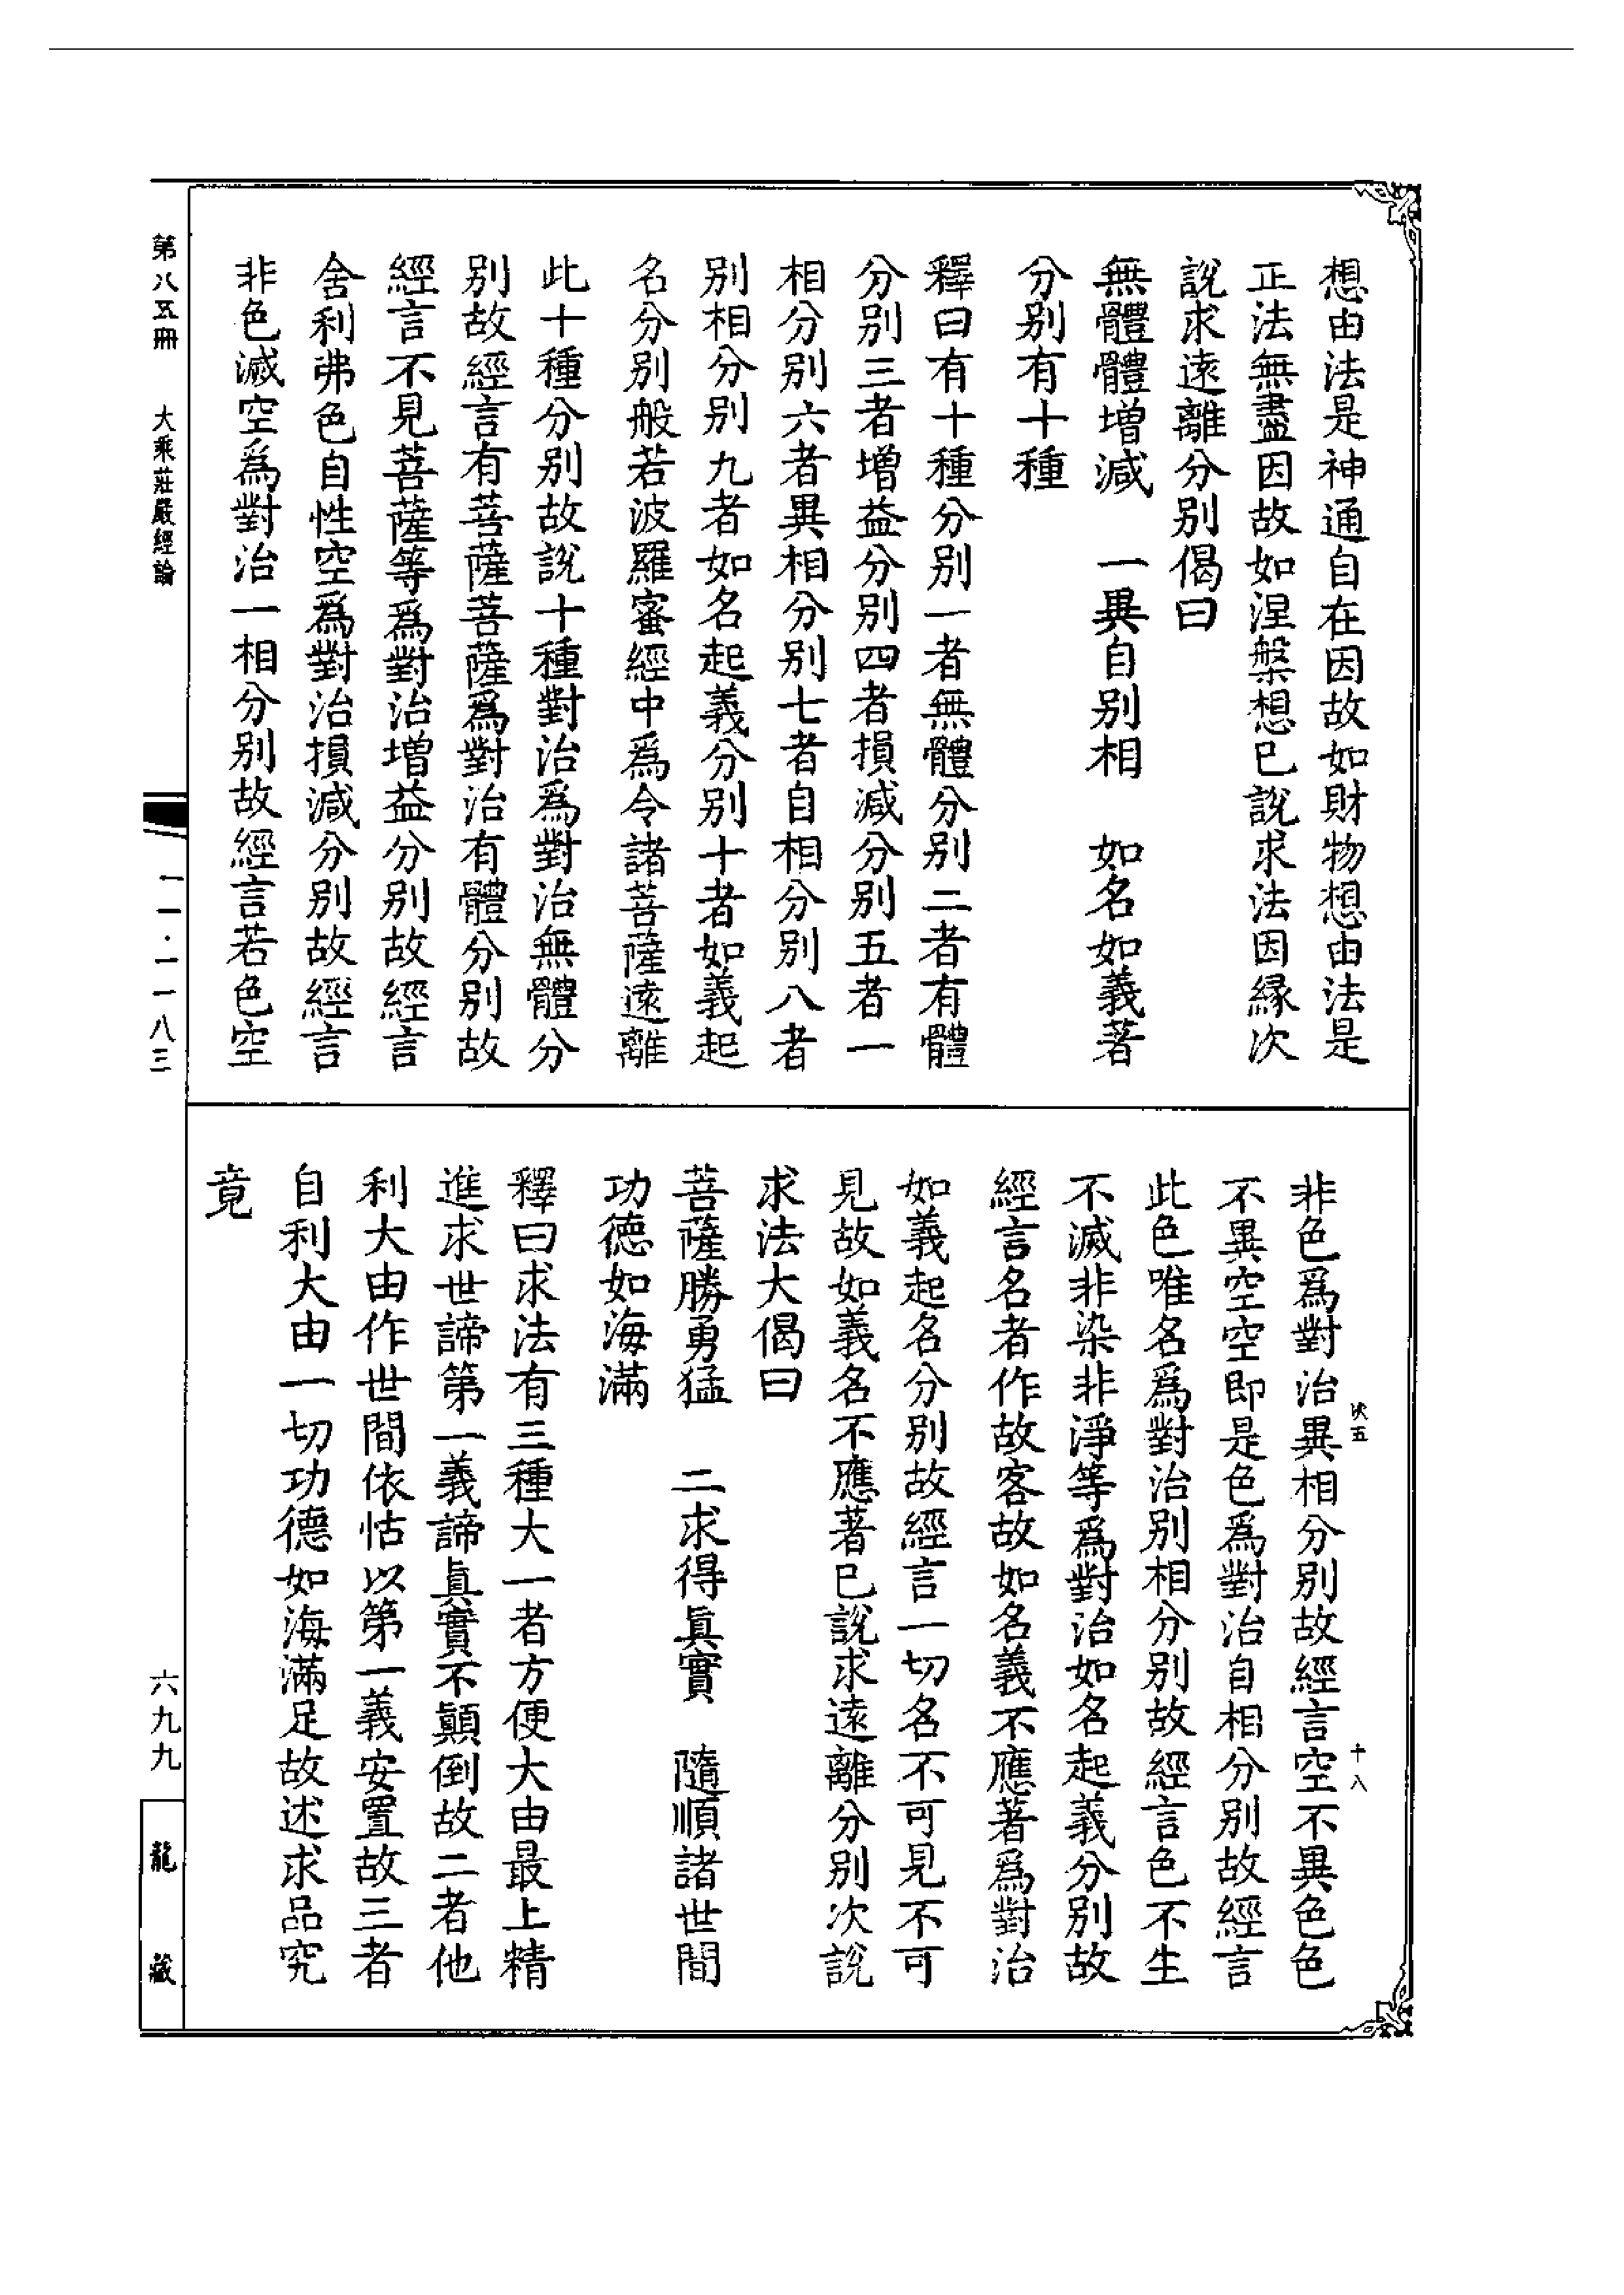 想由法是神通自在因故如財物想由法是
正法無盡因故如涅槃想已說求法因緣次
說求遠離分別偈曰
無體體增減　一異自別相　如名如義著
分別有十種
釋曰有十種分別一者無體分別二者有體
分別三者增益分別四者損減分別五者一
相分別六者異相分別七者自相分別八者
別相分別九者如名起義分別十者如義起
名分別般若波羅蜜經中爲令諸菩薩遠離
此十種分別故說十種對治爲對治無體分
別故經言有菩薩菩薩爲對治有體分別故
經言不見菩薩等爲對治增益分別故經言
舍利弗色自性空爲對治損減分別故經言
非色滅空爲對治一相分別故經言若色空
非色爲對治異相分別故經言空不異色色
不異空空即是色爲對治自相分別故經言
此色唯名爲對治別相分別故經言色不生
不滅非染非淨等爲對治如名起義分別故
經言名者作故客故如名義不應著爲對治
如義起名分別故經言一切名不可見不可
見故如義名不應著已說求遠離分別次說
求法大偈曰
菩薩勝勇猛　二求得眞實　隨順諸世間
功德如海滿
釋曰求法有三種大一者方便大由最上精
進求世諦第一義諦眞實不顚倒故二者他
利大由作世間依怙以第一義安置故三者
自利大由一切功德如海滿足故述求品究
竟
十八
第八五冊　大乘莊嚴經論
一一·一一八三
六九九
龍藏